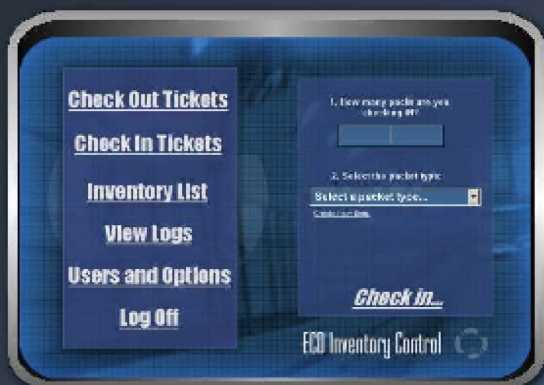 Check Out Tickets
Check In Tickets
Inventory List
View Logs
Users and Options
Log Off
1. How many packs are you
checking IN?
2. Select the packet type:
Select a packet type...
Check in...
ECO Inventory Control